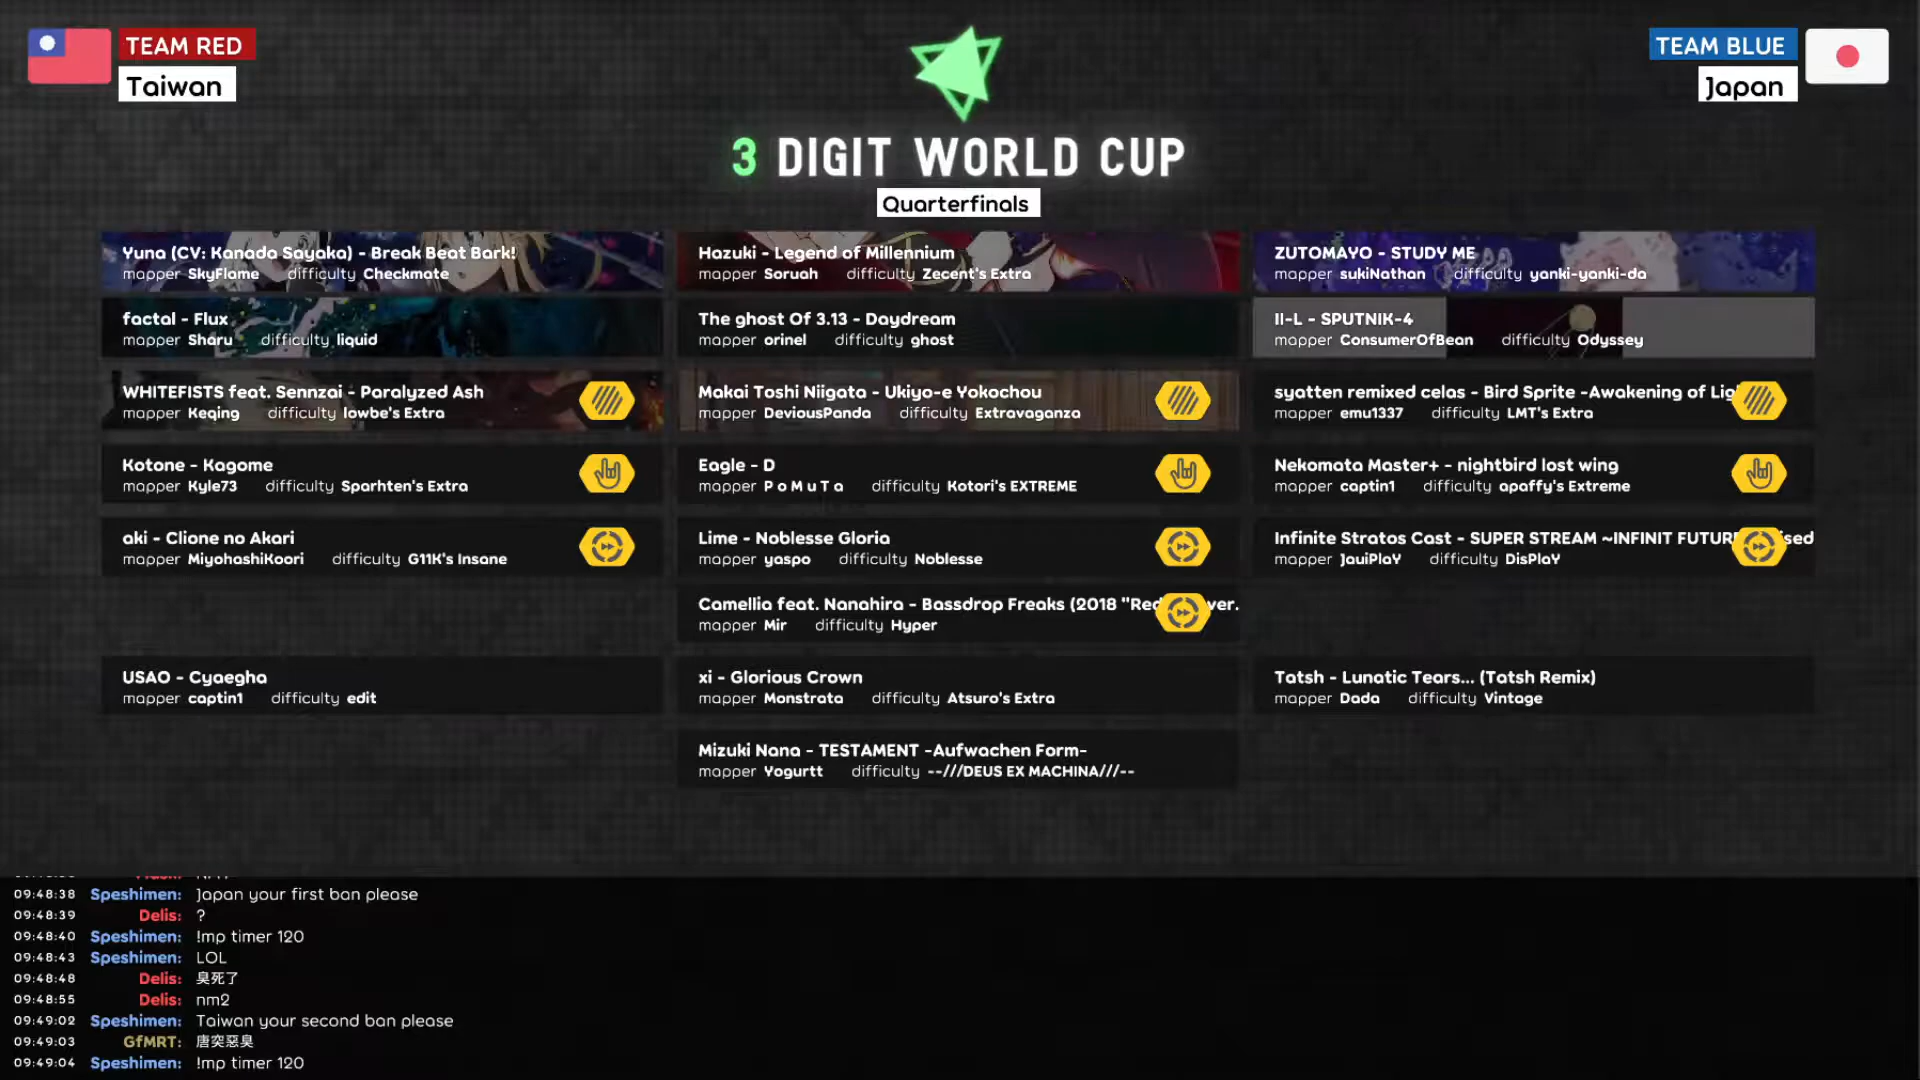 TEAM RED
Taiwan
TEAM BLUE
Japan
3 DIGIT WORLD CUP
Quarterfinals
Yuna (CV: Kanada Sayaka) - Break Beat Bark!
mapper SkyFlame difficulty Checkmate
Hazuki - Legend of Millennium
mapper Soruah difficulty Zecent's Extra
ZUTOMAYO - STUDY ME
mapper sukiNathan difficulty yanki-yanki-da
factal - Flux
mapper Sharu difficulty liquid
The ghost Of 3.13 - Daydream
mapper orinel difficulty ghost
II-L - SPUTNIK-4
mapper ConsumerOfBean difficulty Odyssey
WHITEFISTS feat. Sennzai - Paralyzed Ash
mapper Keqing difficulty lowbe's Extra
Makai Toshi Niigata - Ukiyo-e Yokochou
mapper DeviousPanda difficulty Extravaganza
syatten remixed celas - Bird Sprite -Awakening of Lig
mapper emu1337 difficulty LMT's Extra
Kotone - Kagome
mapper Kyle73 difficulty Sparhten's Extra
Eagle - D
mapper P o M u T a difficulty Kotori's EXTREME
Nekomata Master+ - nightbird lost wing
mapper captin1 difficulty apaffy's Extreme
aki - Clione no Akari
mapper MiyohashiKoori difficulty G11K's Insane
Lime - Noblesse Gloria
mapper yaspo difficulty Noblesse
Infinite Stratos Cast - SUPER STREAM ~INFINIT FUTUR ised
mapper JauiPlaY difficulty DisPlaY
Camellia feat. Nanahira - Bassdrop Freaks (2018 "Red ver.
mapper Mir difficulty Hyper
USAO - Cyaegha
mapper captin1 difficulty edit
xi - Glorious Crown
mapper Monstrata difficulty Atsuro's Extra
Tatsh - Lunatic Tears... (Tatsh Remix)
mapper Dada difficulty Vintage
Mizuki Nana - TESTAMENT -Aufwachen Form-
mapper Yogurtt difficulty --///DEUS EX MACHINA///--
09:48:38 Speshimen: Japan your first ban please
09:48:39 Delis: ?
09:48:40 Speshimen: !mp timer 120
09:48:43 Speshimen: LOL
09:48:48 Delis: 臭死了
09:48:55 Delis: nm2
09:49:02 Speshimen: Taiwan your second ban please
09:49:03 GfMRT: 唐突惡臭
09:49:04 Speshimen: !mp timer 120